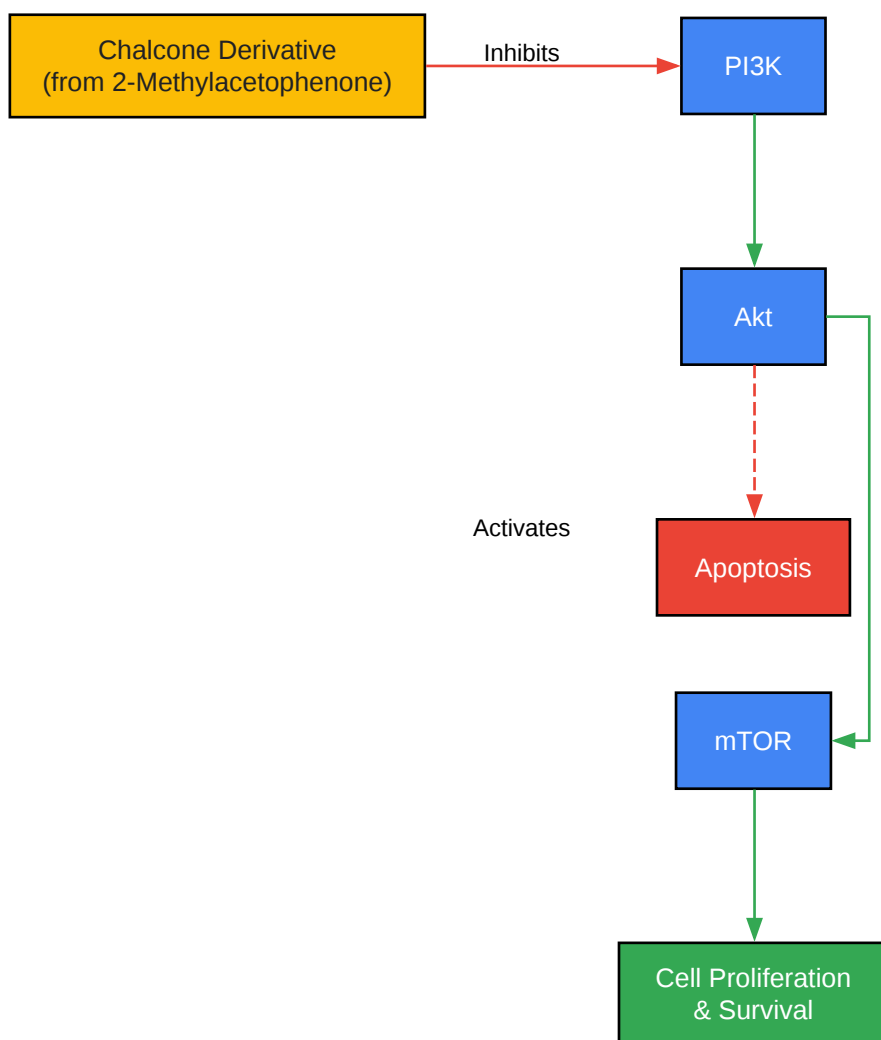 Chalcone Derivative
(from 2-Methylacetophenone)
Inhibits
PI3K
Akt
Activates
Apoptosis
mTOR
Cell Proliferation
& Survival